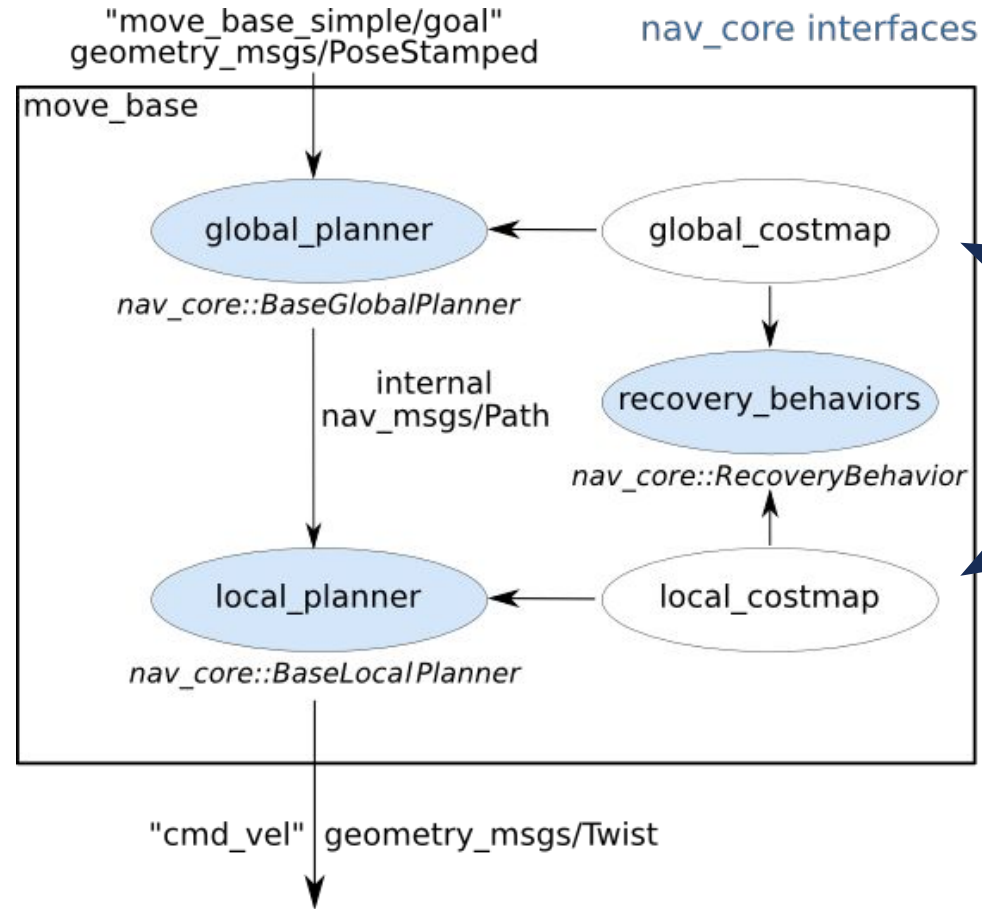 "move_base_simple/goal"
geometry_msgs/PoseStamped
nav_core interfaces
move_base
global_planner
global_costmap
nav_core::BaseGlobalPlanner
internal
nav_msgs/Path
recovery_behaviors
nav_core::RecoveryBehavior
local_planner
local_costmap
nav_core::BaseLocalPlanner
"cmd_vel" geometry_msgs/Twist